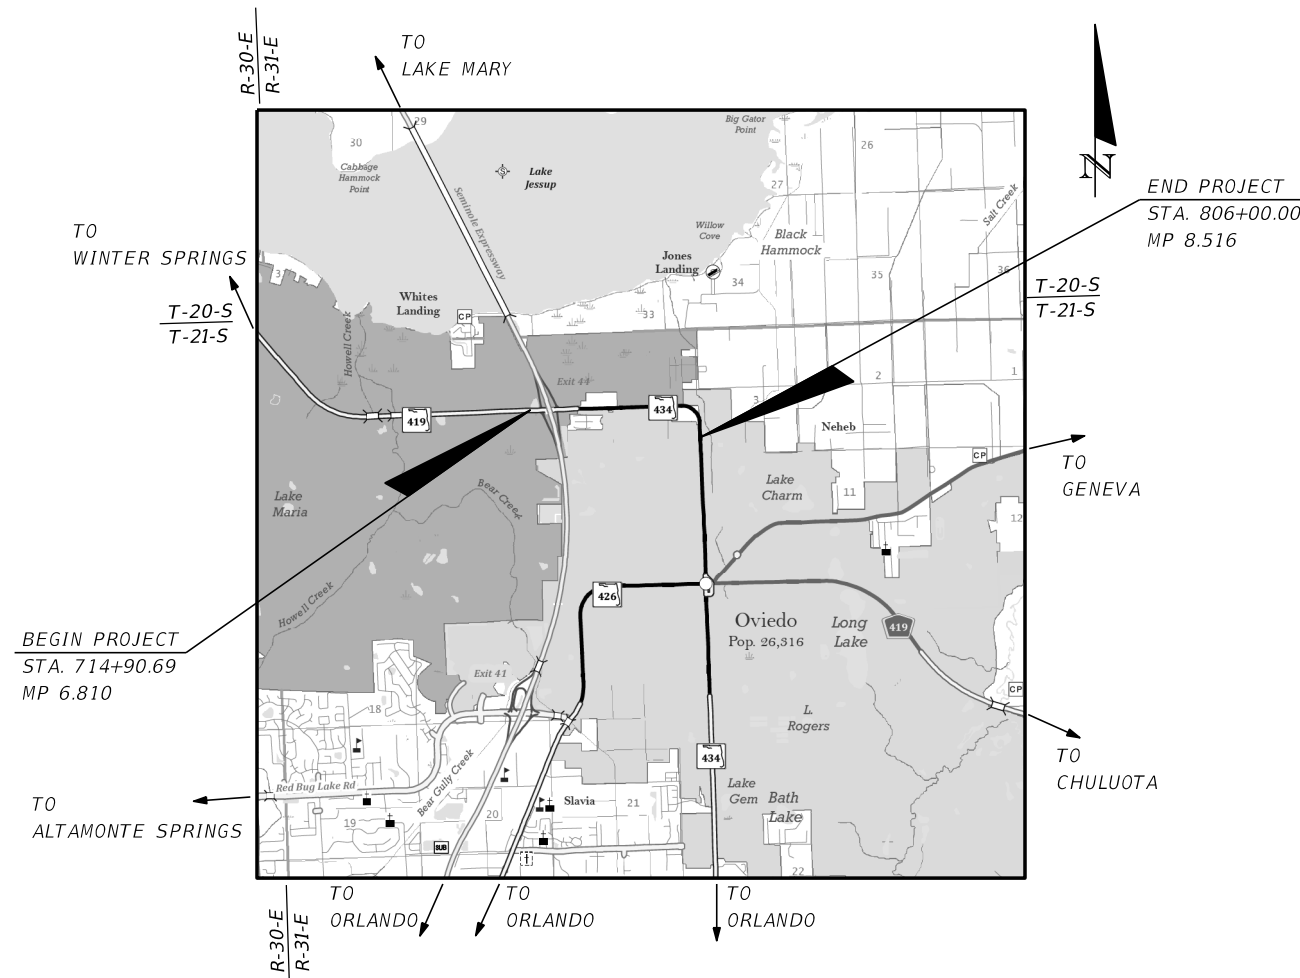 R-30-E
R-31-E
TO
LAKE MARY
N
END PROJECT
STA. 806+00.00
MP 8.516
TO
WINTER SPRINGS
T-20-S
T-21-S
T-20-S
T-21-S
29
30
Cabbage
Hammock
Point
S
Lake
Jessup
Big Gator
Point
26
27
Seminole Expressway
Salt Creek
Willow
Cove
Black
Hammock
Jones
Landing
34
35
36
Whites
Landing
CP
33
Howell Creek
Exit 44
2
1
3
419
434
Neheb
CP
TO
GENEVA
Lake
Maria
Bear Creek
Lake
Charm
11
12
Howell Creek
426
Oviedo
Pop. 26,316
Long
Lake
419
BEGIN PROJECT
STA. 714+90.69
MP 6.810
Exit 41
CP
18
L.
Rogers
TO
CHULUOTA
434
Bear Gully Creek
Red Bug Lake Rd
Lake
Gem
Bath
Lake
Slavia
21
20
19
SUB
22
TO
ALTAMONTE SPRINGS
TO
ORLANDO
TO
ORLANDO
TO
ORLANDO
R-30-E
R-31-E